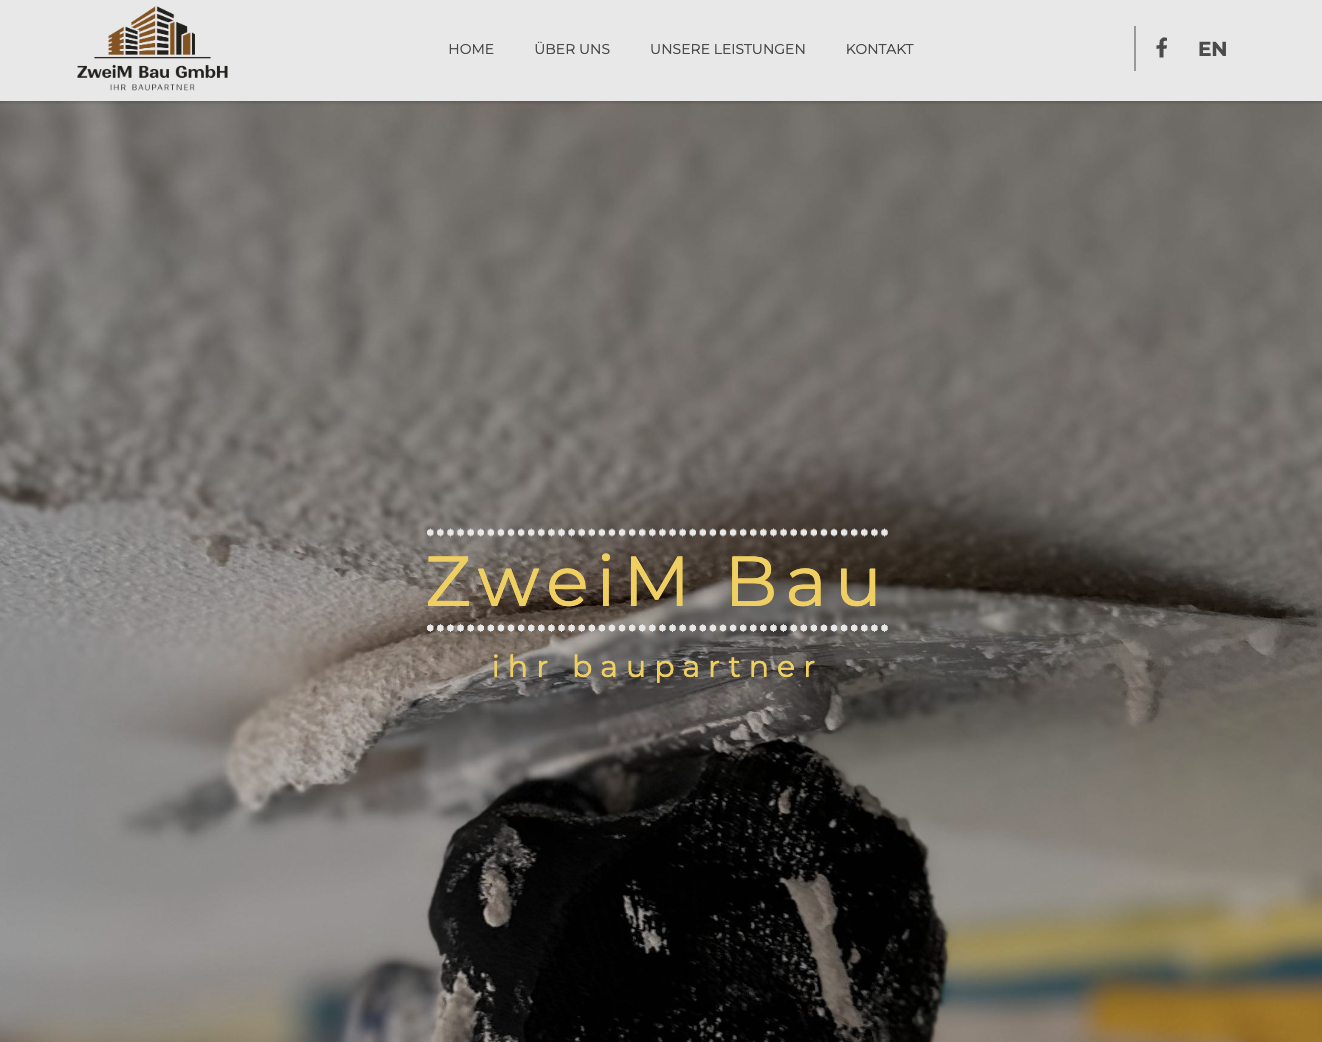 ZweiM Bau GmbH
IHR BAUPARTNER
HOME
ÜBER UNS
UNSERE LEISTUNGEN
KONTAKT
EN
ZweiM Bau
ihr baupartner